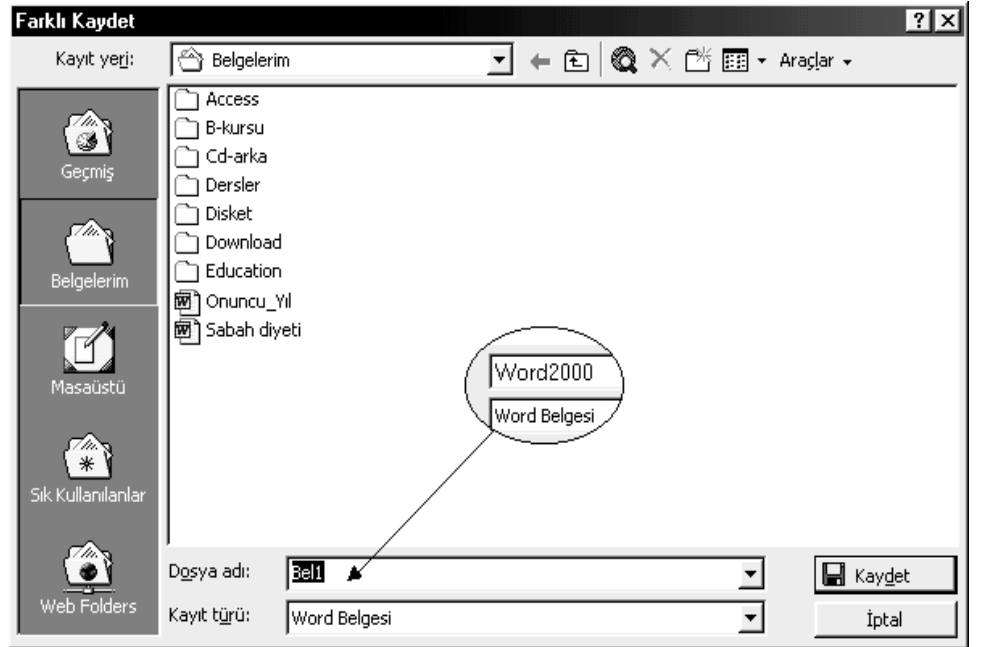 Farklı Kaydet
Kayıt yeri:
Belgelerim
Araçlar
Geçmiş
Belgelerim
Masaüstü
Sık Kullanılanlar
Web Folders
Access
B-kursu
Cd-arka
Dersler
Disket
Download
Education
Onuncu_Yıl
Sabah diyeti
Word2000
Word Belgesi
Dosya adı:
Bel1
Kaydet
Kayıt türü:
Word Belgesi
İptal